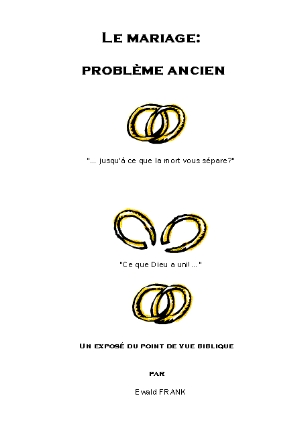 LE MARIAGE:
PROBLÈME ANCIEN
"... jusqu'á ce que la mort vous sépare?"
"Ce que Dieu a uni! ..."
UN EXPOSÉ DU POINT DE VUE BIBLIQUE
PAR
Ewald FRANK